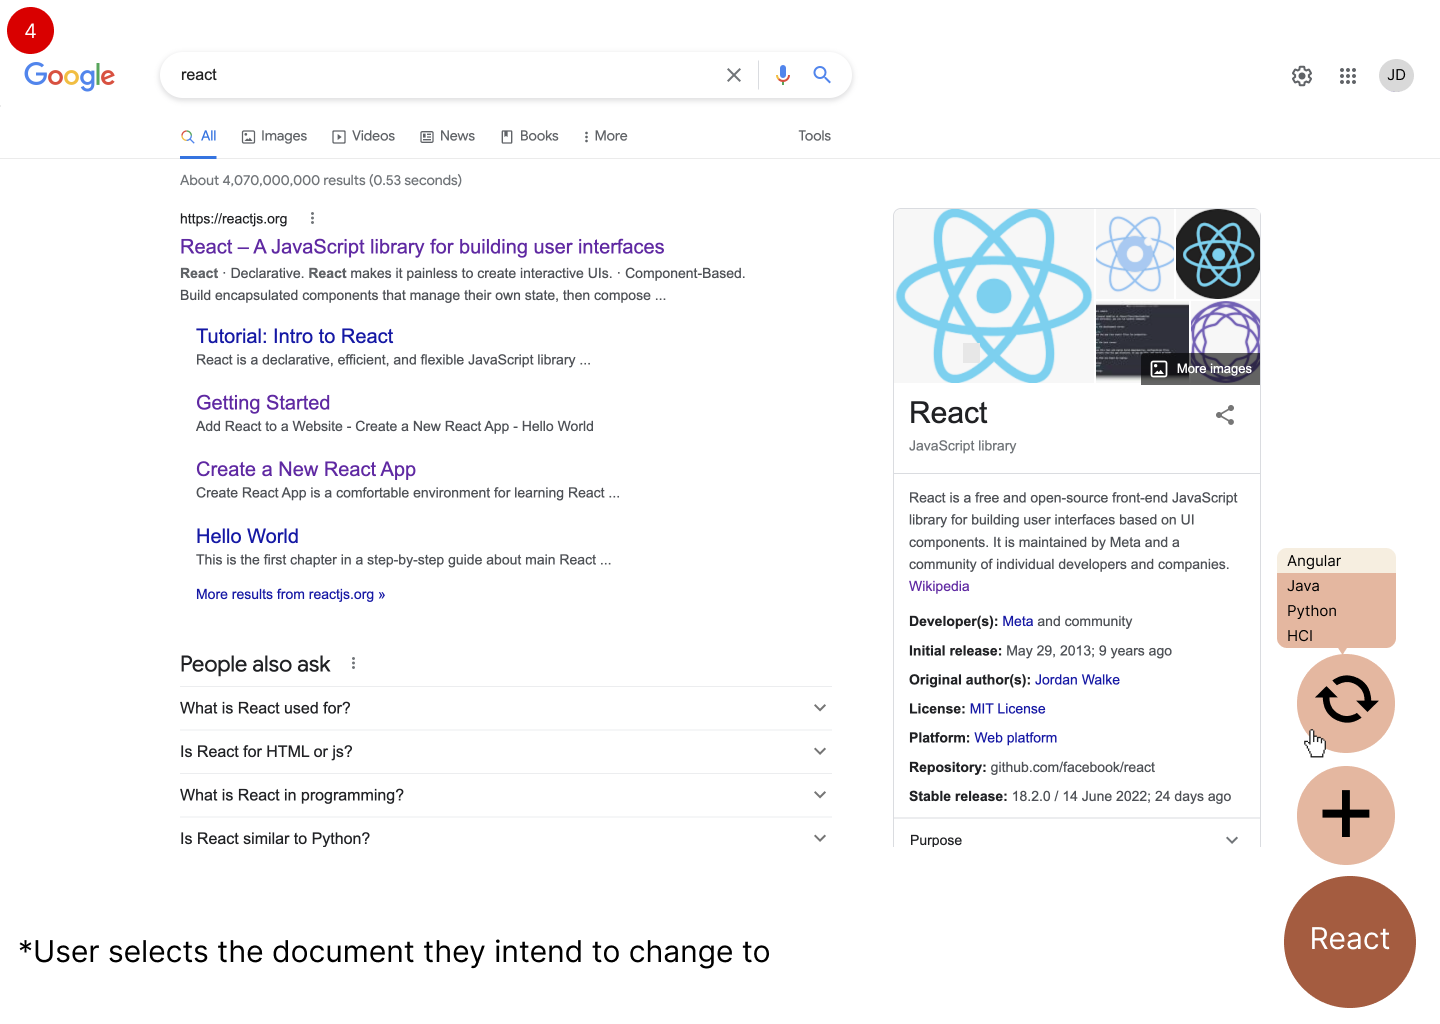 4
Google
react
JD
All
Images
Videos
News
Books
More
Tools
About 4,070,000,000 results (0.53 seconds)
https://reactjs.org
React – A JavaScript library for building user interfaces
React · Declarative. React makes it painless to create interactive UIs. · Component-Based.
Build encapsulated components that manage their own state, then compose ...
Tutorial: Intro to React
React is a declarative, efficient, and flexible JavaScript library ...
Getting Started
Add React to a Website - Create a New React App - Hello World
Create a New React App
Create React App is a comfortable environment for learning React ...
Hello World
This is the first chapter in a step-by-step guide about main React ...
More results from reactjs.org »
People also ask
What is React used for?
Is React for HTML or js?
What is React in programming?
Is React similar to Python?
More images
React
JavaScript library
React is a free and open-source front-end JavaScript
library for building user interfaces based on UI
components. It is maintained by Meta and a
community of individual developers and companies.
Wikipedia
Developer(s): Meta and community
Initial release: May 29, 2013; 9 years ago
Original author(s): Jordan Walke
License: MIT License
Platform: Web platform
Repository: github.com/facebook/react
Stable release: 18.2.0 / 14 June 2022; 24 days ago
Purpose
Angular
Java
Python
HCI
React
*User selects the document they intend to change to